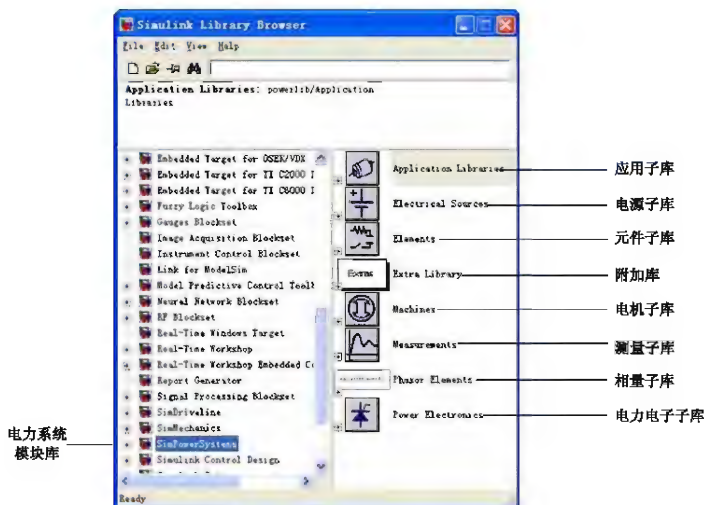 Simulink Library Browser
File Edit View Help
Application Libraries: powerlib/Application
Libraries
Embedded Target for OSEK/VDX
Embedded Target for TI C2000
Embedded Target for TI C6000
Fuzzy Logic Toolbox
Gauges Blockset
Image Acquisition Blockset
Instrument Control Blockset
Link for ModelSim
Model Predictive Control Toolb
Neural Network Blockset
RF Blockset
Real-Time Windows Target
Real-Time Workshop
Real-Time Workshop Embedded Co
Report Generator
Signal Processing Blockset
SimDriveline
SimMechanics
SimPowerSystems
Simulink Control Design
Ready
电力系统
模块库
Application Libraries
应用子库
Electrical Sources
电源子库
Elements
元件子库
Extras
Extra Library
附加库
Machines
电机子库
Measurements
测量子库
Phasor Elements
相量子库
Power Electronics
电力电子子库